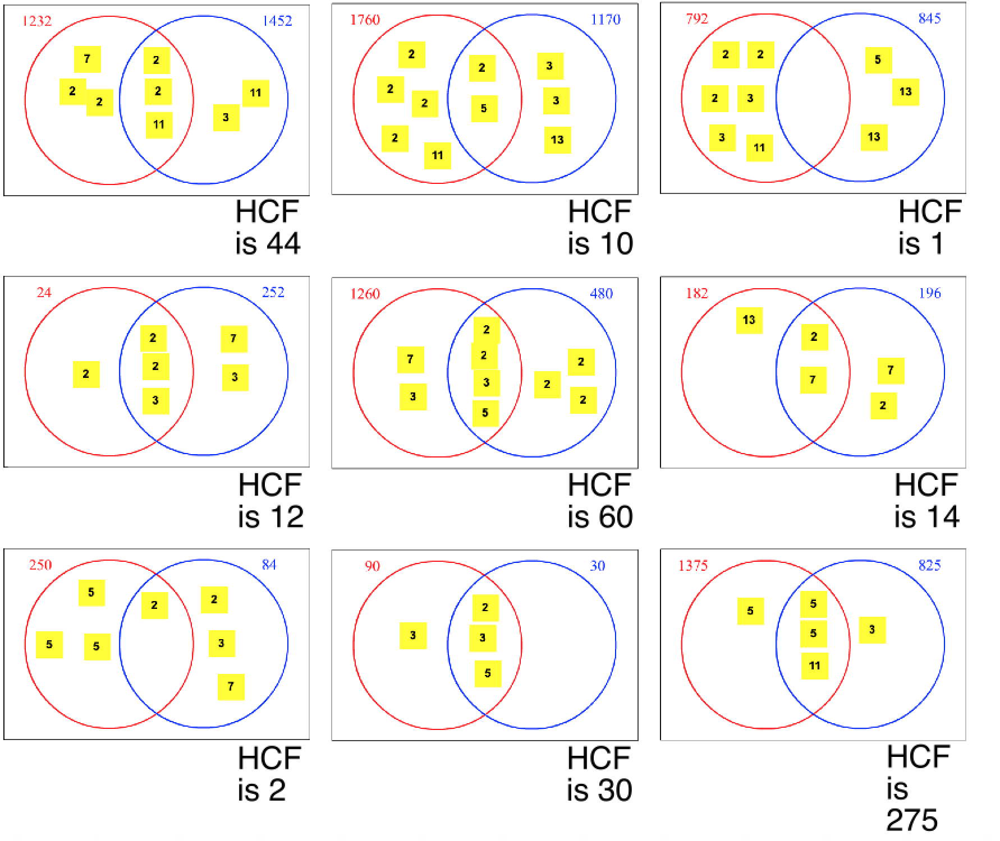 1232 1452
7 2
2 2 2 11
11 3
HCF
is 44
1760 1170
2 2 3
2 2 5 3
2 11 13
HCF
is 10
792 845
2 2 5
2 3 13
3 11 13
HCF
is 1
24 252
2 7
2 2 3
3
HCF
is 12
1260 480
2
7 2 2
3 3 2 2
5
HCF
is 60
182 196
13 2
7 7
2
HCF
is 14
250 84
5 2 2
5 5 3
7
HCF
is 2
90 30
2
3 3
5
HCF
is 30
1375 825
5 5
5 3
11
HCF
is
275